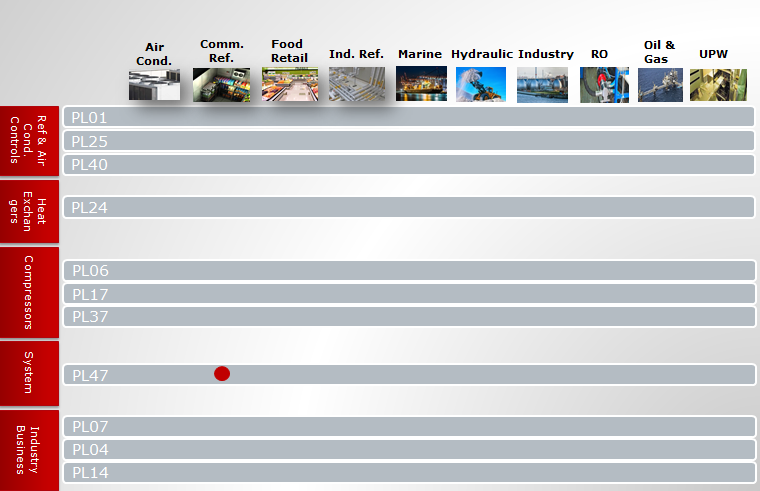 Air
Cond.
Comm.
Ref.
Food
Retail
Ind. Ref.
Marine
Hydraulic
Industry
RO
Oil &
Gas
UPW
Ref & Air
Cond.
Controls
PL01
PL25
PL40
Heat
Exchan
gers
PL24
Compressors
PL06
PL17
PL37
System
PL47
Industry
Business
PL07
PL04
PL14